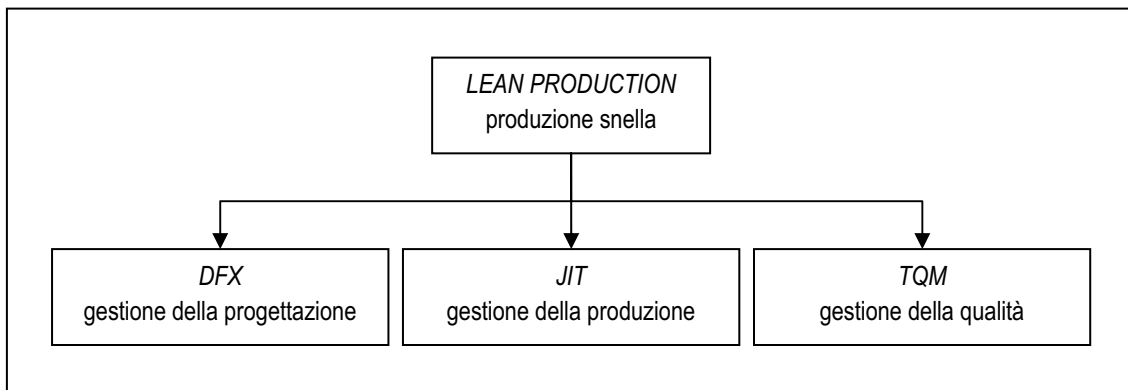 LEAN PRODUCTION
produzione snella
DFX
gestione della progettazione
JIT
gestione della produzione
TQM
gestione della qualità